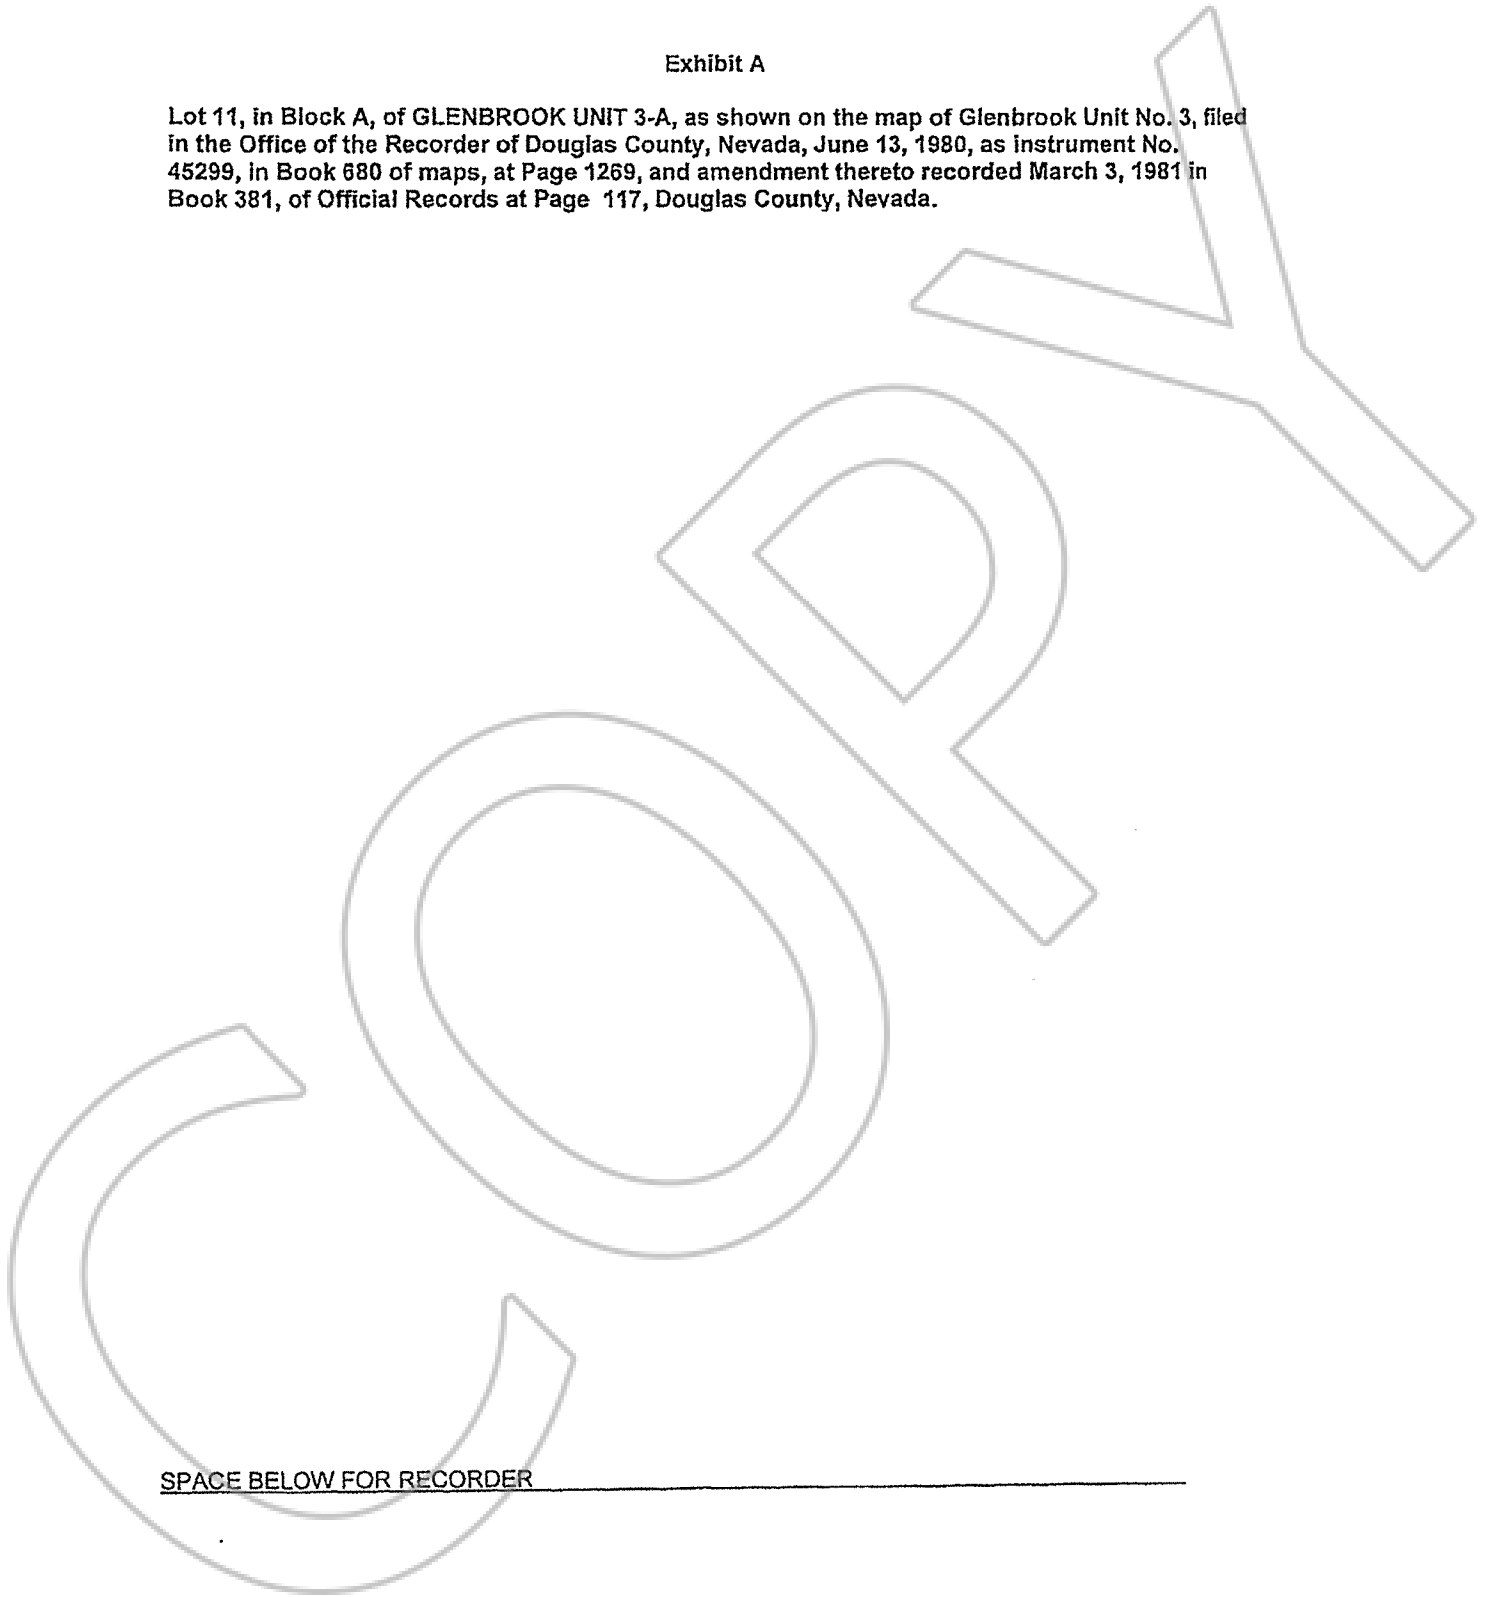 Exhibit A
Lot 11, in Block A, of GLENBROOK UNIT 3-A, as shown on the map of Glenbrook Unit No. 3, filed
in the Office of the Recorder of Douglas County, Nevada, June 13, 1980, as instrument No.
45299, in Book 680 of maps, at Page 1269, and amendment thereto recorded March 3, 1981 in
Book 381, of Official Records at Page 117, Douglas County, Nevada.
COPY
SPACE BELOW FOR RECORDER